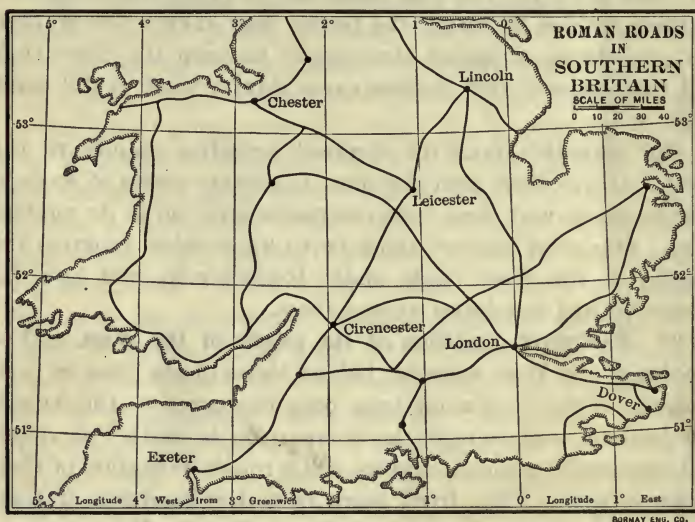 ROMAN ROADS
IN
SOUTHERN
BRITAIN
SCALE OF MILES
0 10 20 30 40
Lincoln
Chester
53°
53°
Leicester
52°
52°
Cirencester
London
Dover
51°
51°
Exeter
5° 4° 3° 2° 1° 0° 1°
Longitude West from Greenwich Longitude East
BORMAY ENG. CO.